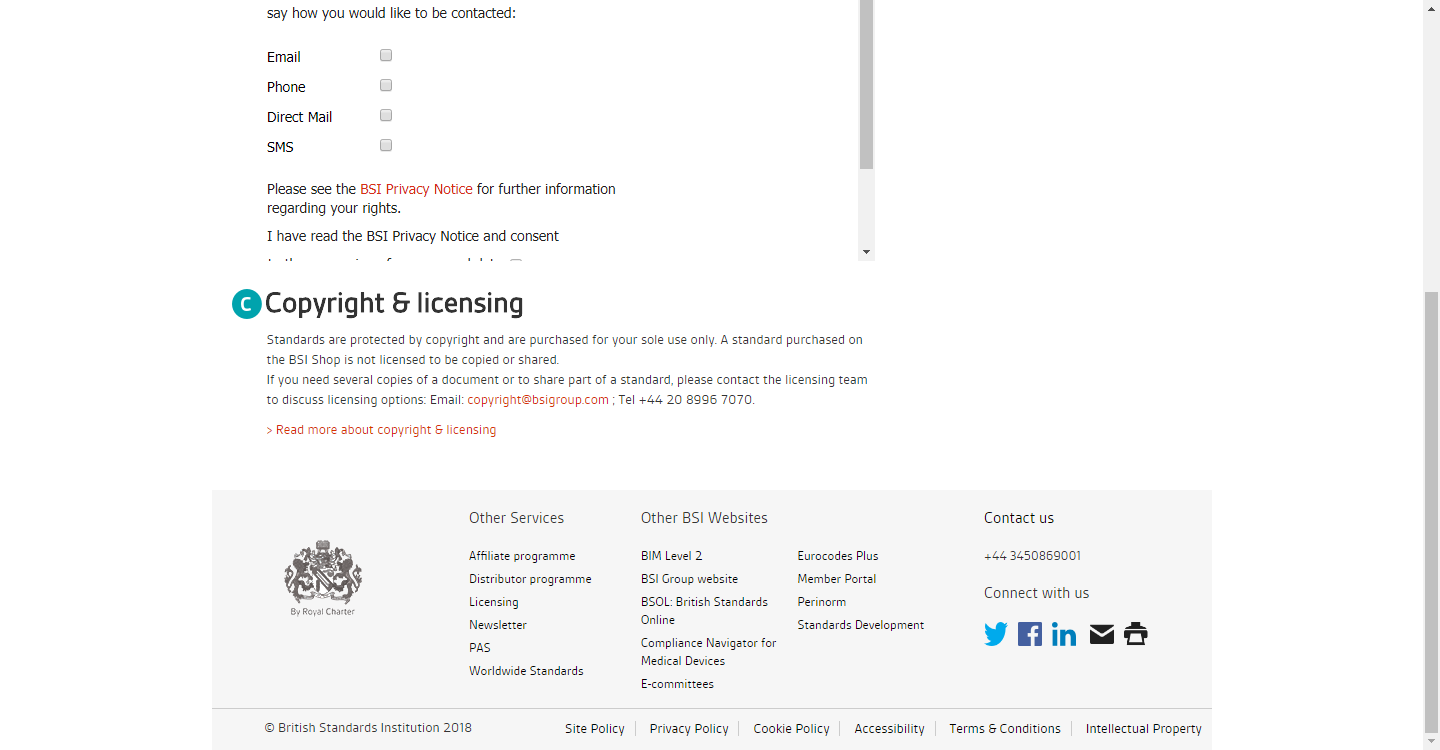 say how you would like to be contacted:
Email
Phone
Direct Mail
SMS
Please see the BSI Privacy Notice for further information
regarding your rights.
I have read the BSI Privacy Notice and consent
C Copyright & licensing
Standards are protected by copyright and are purchased for your sole use only. A standard purchased on
the BSI Shop is not licensed to be copied or shared.
If you need several copies of a document or to share part of a standard, please contact the licensing team
to discuss licensing options: Email: copyright@bsigroup.com ; Tel +44 20 8996 7070.
> Read more about copyright & licensing
By Royal Charter
Other Services
Affiliate programme
Distributor programme
Licensing
Newsletter
PAS
Worldwide Standards
Other BSI Websites
BIM Level 2
BSI Group website
BSOL: British Standards
Online
Compliance Navigator for
Medical Devices
E-committees
Eurocodes Plus
Member Portal
Perinorm
Standards Development
Contact us
+44 3450869001
Connect with us
© British Standards Institution 2018
Site Policy
Privacy Policy
Cookie Policy
Accessibility
Terms & Conditions
Intellectual Property